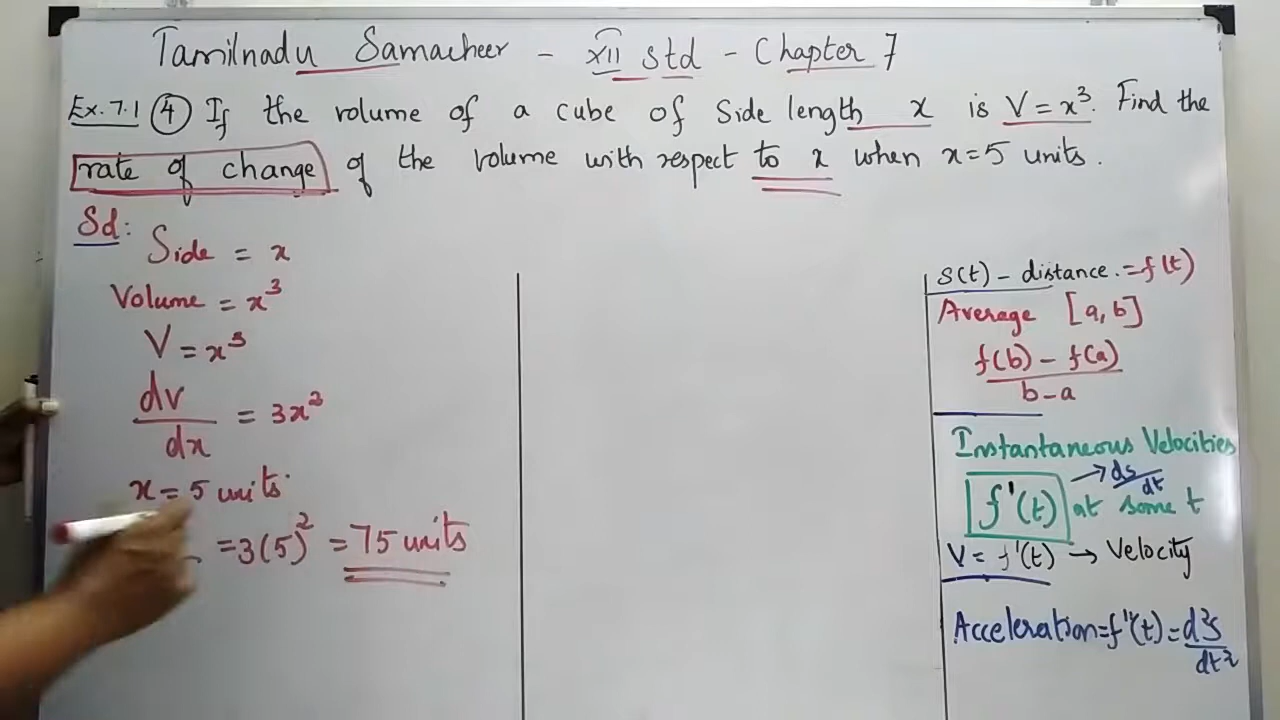 Tamilnadu Samacheer - XII std - Chapter 7
Ex.7.1 ④ If the volume of a cube of side length x is V = x³. Find the
rate of change of the volume with respect to x when x=5 units.
Sol:
Side = x
Volume = x³
V = x³
dv/dx = 3x²
x = 5 units
= 3(5)² = 75 units
s(t) - distance. = f(t)
Average [a, b]
f(b) - f(a)
b-a
Instantaneous Velocities
f'(t) at some t → ds/dt
V = f'(t) → Velocity
Acceleration = f''(t) = d²s/dt²